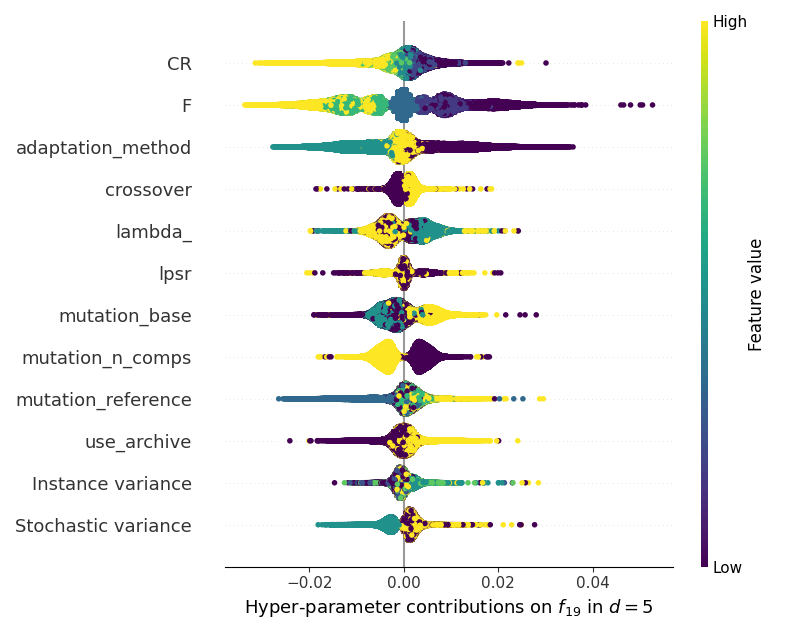 High
CR
F
adaptation_method
crossover
lambda_
lpsr
mutation_base
mutation_n_comps
mutation_reference
use_archive
Instance variance
Stochastic variance
Feature value
Low
−0.02 0.00 0.02 0.04
Hyper-parameter contributions on f₁₉ in d = 5